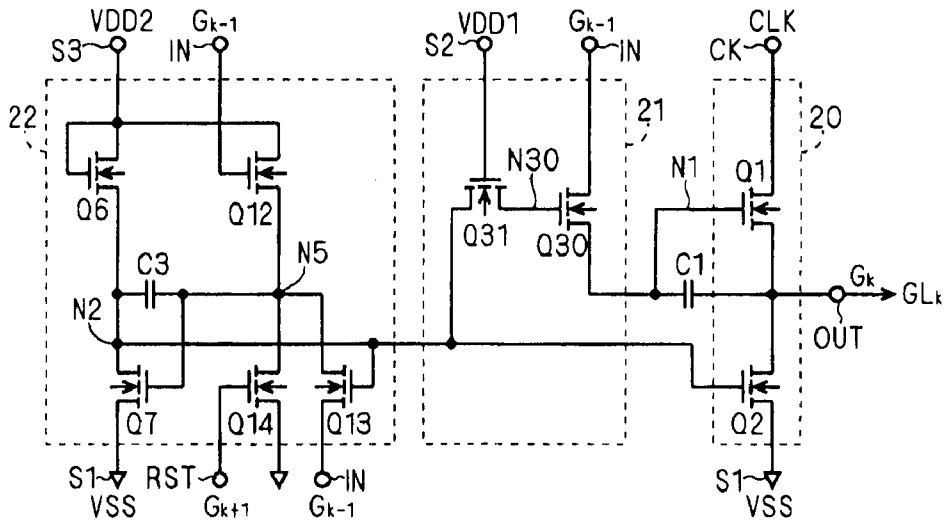 VDD2 Gk-1 VDD1 Gk-1 CLK
S3 IN S2 IN CK
22 21 20
N30 N1 Q1
Q6 Q12 Q31 Q30
C3 N5 C1 Gk GLk
N2 OUT
Q7 Q14 Q13 Q2
S1 RST IN S1
VSS Gk+1 Gk-1 VSS